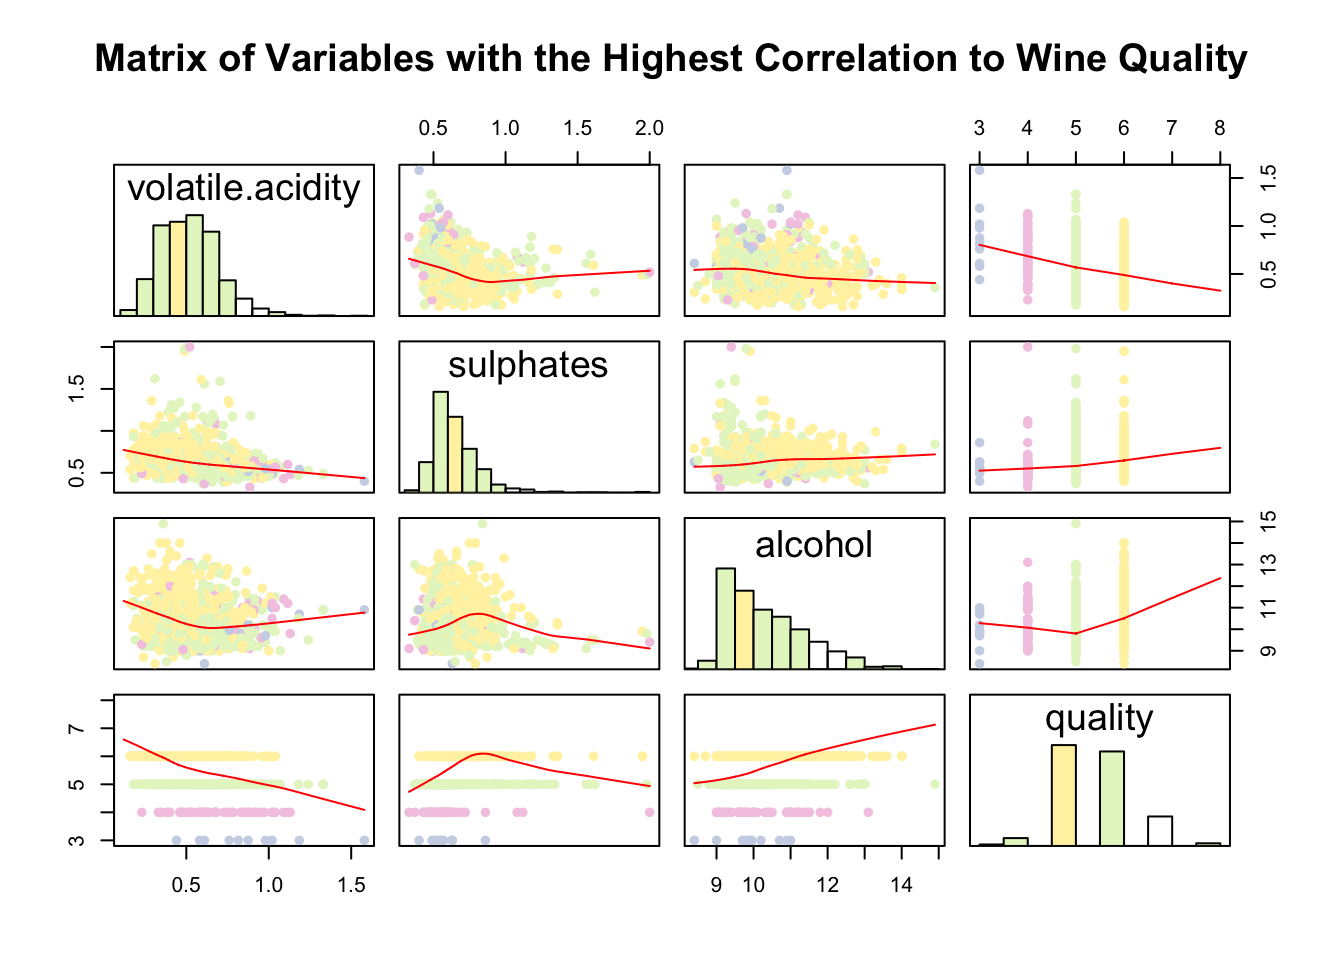 Matrix of Variables with the Highest Correlation to Wine Quality
0.5 1.0 1.5 2.0
3 4 5 6 7 8
volatile.acidity
0.5 1.0 1.5
sulphates
0.5 1.5
alcohol
9 11 13 15
quality
3 5 7
0.5 1.0 1.5
9 10 12 14